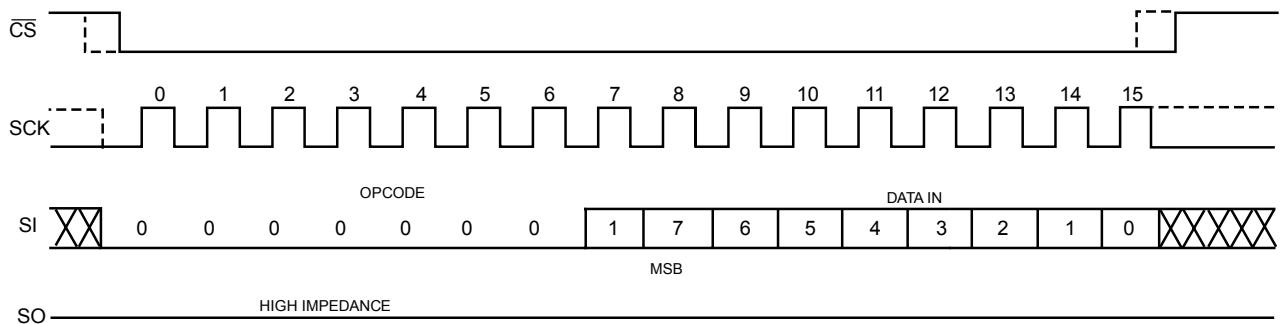 CS
0 1 2 3 4 5 6 7 8 9 10 11 12 13 14 15
SCK
OPCODE DATA IN
SI 0 0 0 0 0 0 0 1 7 6 5 4 3 2 1 0
MSB
HIGH IMPEDANCE
SO